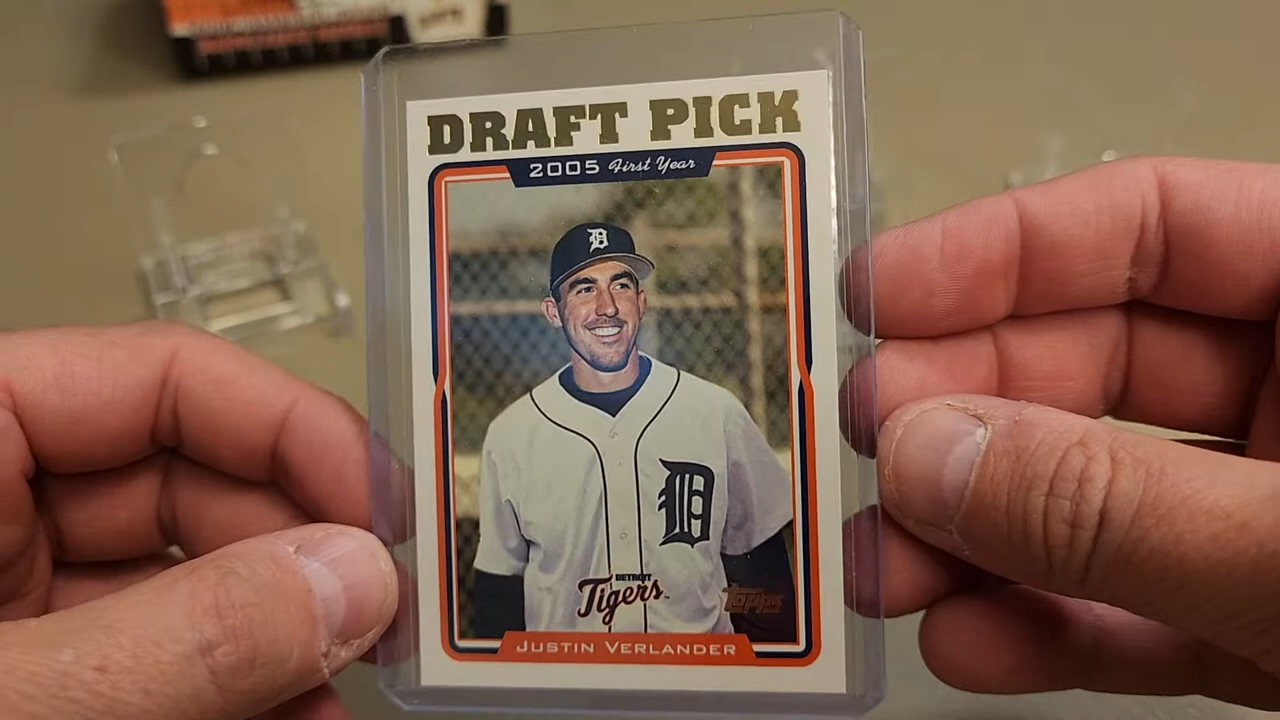 DRAFT PICK
2005 First Year
D
D
DETROIT
Tigers
Topps
JUSTIN VERLANDER